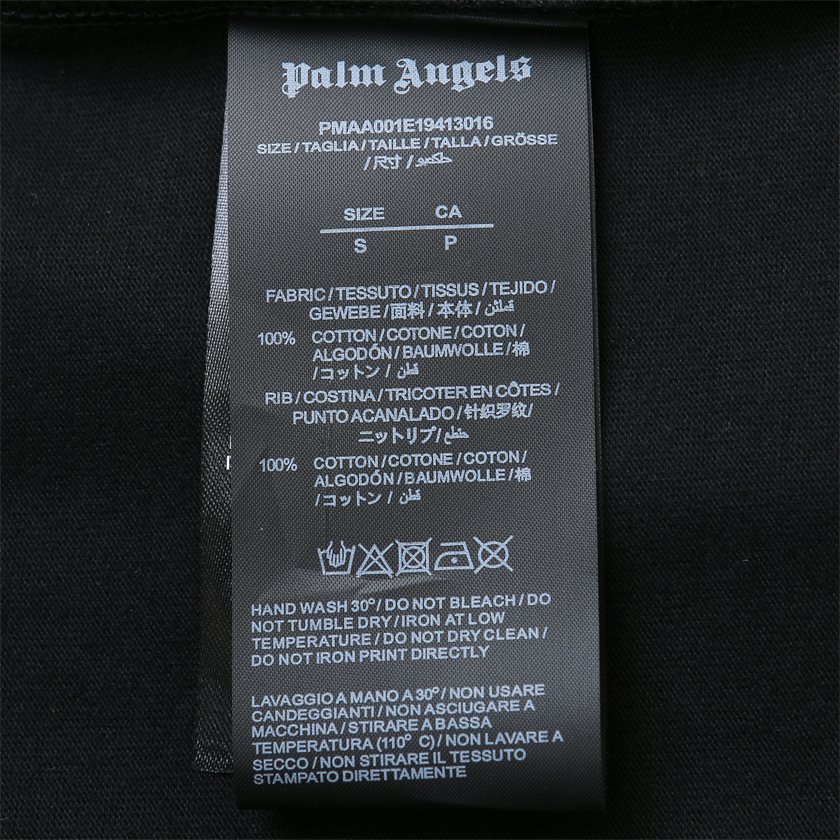 Palm Angels
PMAA001E19413016
SIZE / TAGLIA / TAILLE / TALLA / GRÖSSE
/ 尺寸 /
SIZE CA
S P
FABRIC / TESSUTO / TISSUS / TEJIDO /
GEWEBE / 面料 / 本体 /
100% COTTON / COTONE / COTON /
ALGODÓN / BAUMWOLLE / 棉
/ コットン / قطن
RIB / COSTINA / TRICOTER EN CÔTES /
PUNTO ACANALADO / 针织罗纹/
ニットリブ/
100% COTTON / COTONE / COTON /
ALGODÓN / BAUMWOLLE / 棉
/ コットン / قطن
HAND WASH 30°/ DO NOT BLEACH / DO
NOT TUMBLE DRY / IRON AT LOW
TEMPERATURE / DO NOT DRY CLEAN /
DO NOT IRON PRINT DIRECTLY
LAVAGGIO A MANO A 30°/ NON USARE
CANDEGGIANTI / NON ASCIUGARE A
MACCHINA / STIRARE A BASSA
TEMPERATURA (110° C) / NON LAVARE A
SECCO / NON STIRARE IL TESSUTO
STAMPATO DIRETTAMENTE